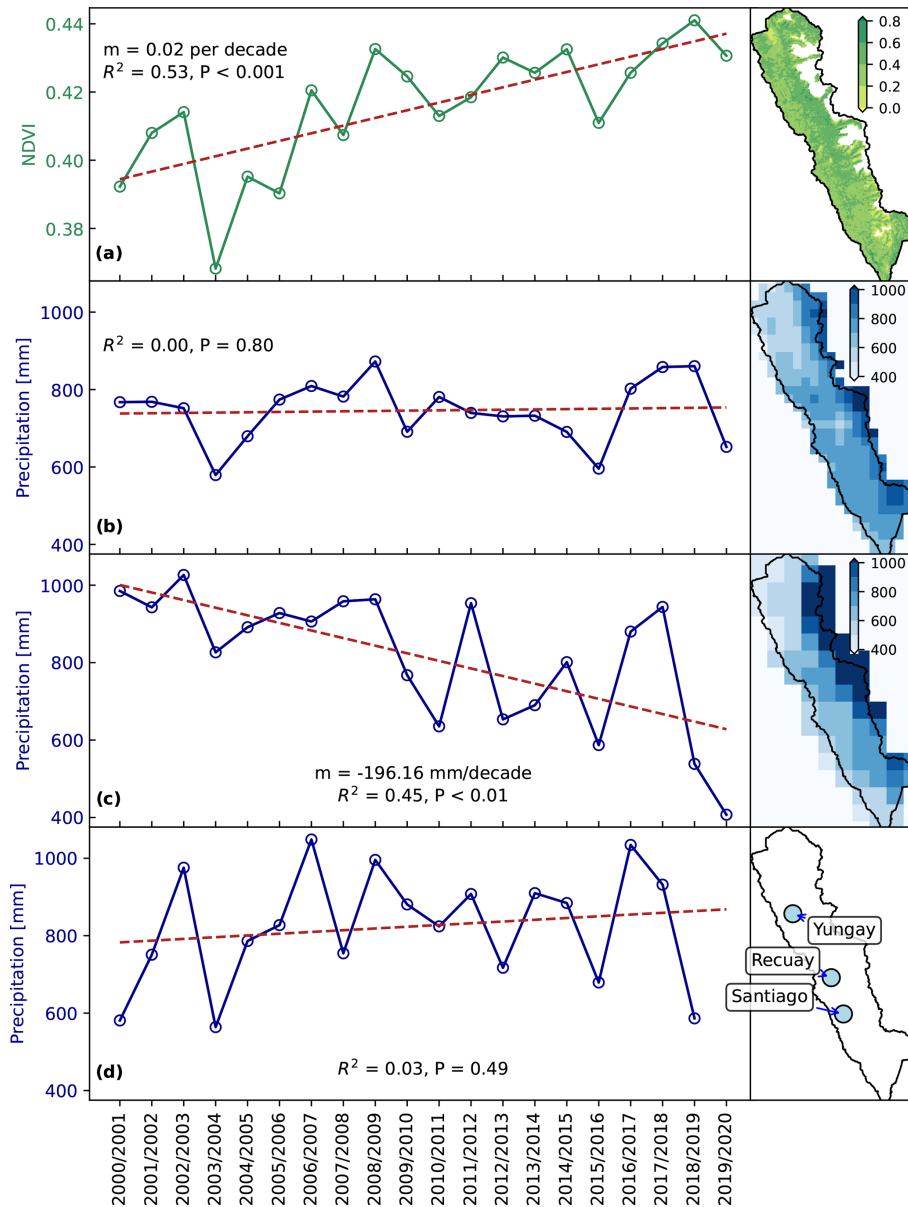 0.44
0.42
0.40
0.38
NDVI
m = 0.02 per decade
R² = 0.53, P < 0.001
(a)
0.8
0.6
0.4
0.2
0.0
1000
800
600
400
Precipitation [mm]
R² = 0.00, P = 0.80
(b)
1000
800
600
400
1000
800
600
400
Precipitation [mm]
m = -196.16 mm/decade
R² = 0.45, P < 0.01
(c)
1000
800
600
400
1000
800
600
400
Precipitation [mm]
R² = 0.03, P = 0.49
(d)
Yungay
Recuay
Santiago
2000/2001
2001/2002
2002/2003
2003/2004
2004/2005
2005/2006
2006/2007
2007/2008
2008/2009
2009/2010
2010/2011
2011/2012
2012/2013
2013/2014
2014/2015
2015/2016
2016/2017
2017/2018
2018/2019
2019/2020